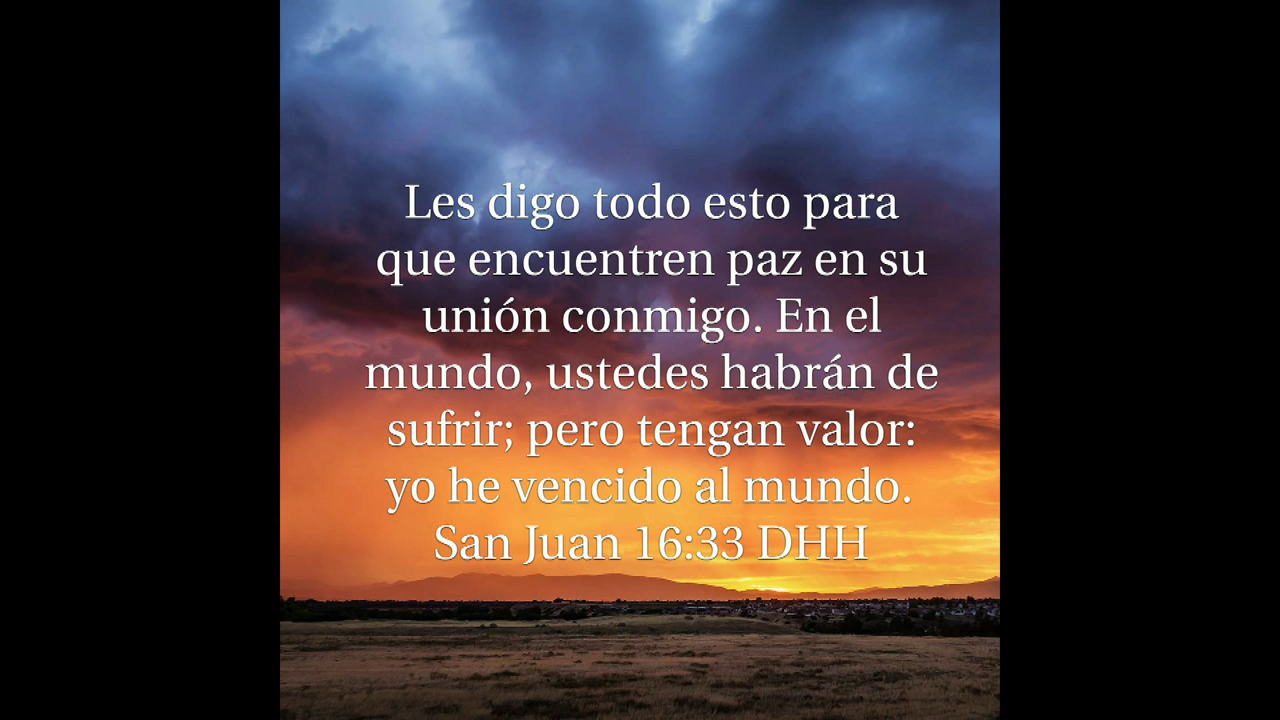 Les digo todo esto para
que encuentren paz en su
unión conmigo. En el
mundo, ustedes habrán de
sufrir; pero tengan valor:
yo he vencido al mundo.
San Juan 16:33 DHH